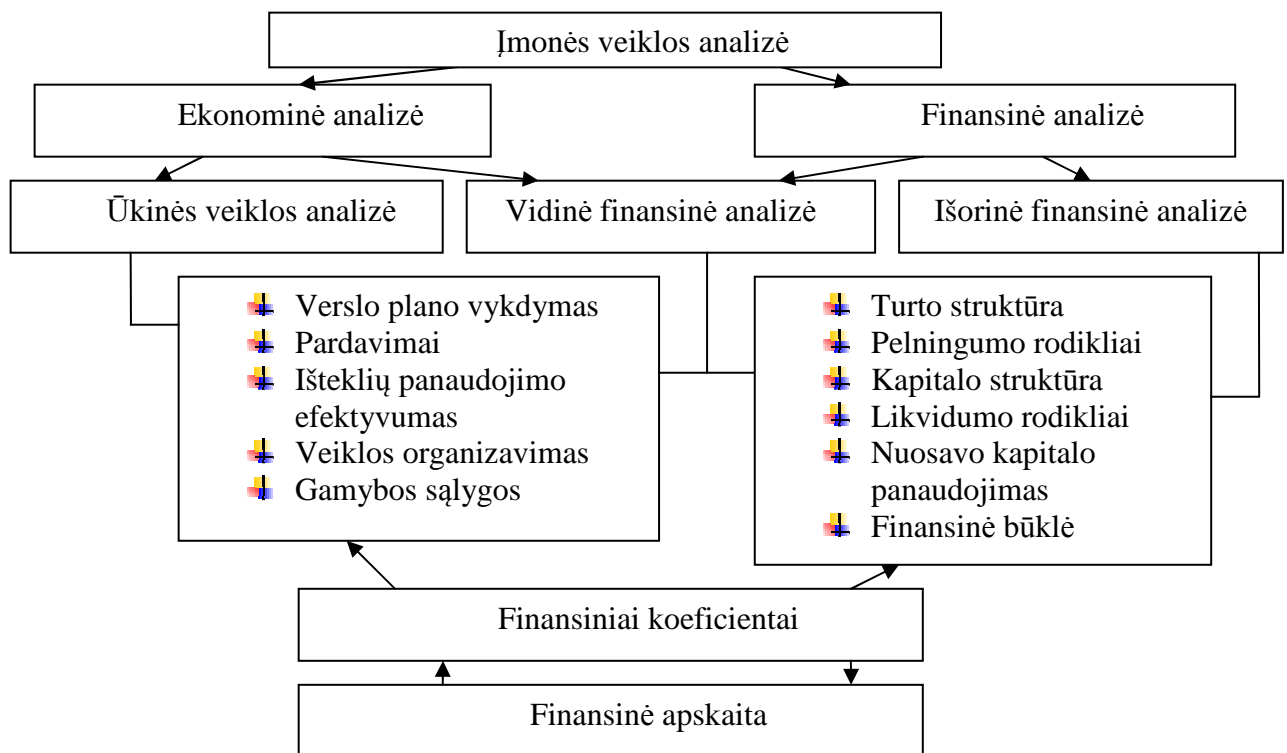 Įmonės veiklos analizė
Ekonominė analizė
Finansinė analizė
Ūkinės veiklos analizė
Vidinė finansinė analizė
Išorinė finansinė analizė
Verslo plano vykdymas
Pardavimai
Išteklių panaudojimo
efektyvumas
Veiklos organizavimas
Gamybos sąlygos
Turto struktūra
Pelningumo rodikliai
Kapitalo struktūra
Likvidumo rodikliai
Nuosavo kapitalo
panaudojimas
Finansinė būklė
Finansiniai koeficientai
Finansinė apskaita